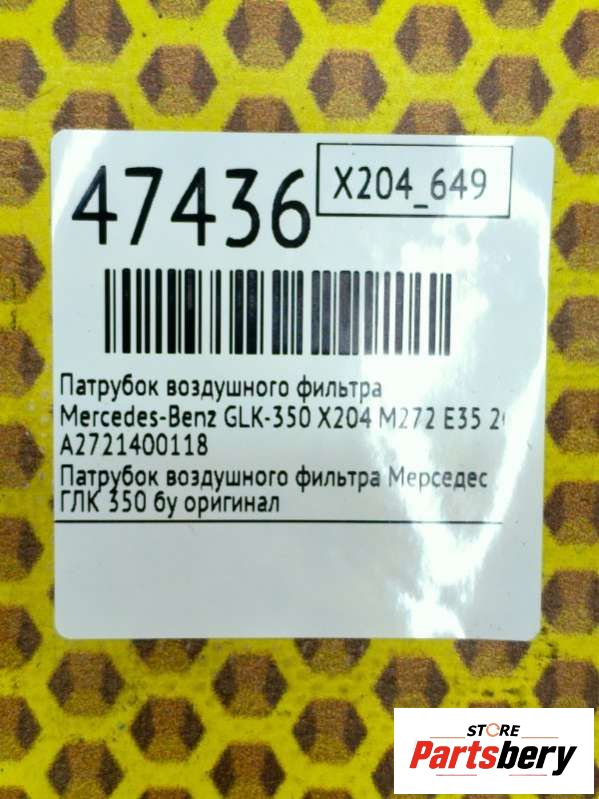 47436
X204_649
Патрубок воздушного фильтра
Mercedes-Benz GLK-350 X204 M272 E35
A2721400118
Патрубок воздушного фильтра Мерседес
ГЛК 350 бу оригинал
STORE
Partsbery